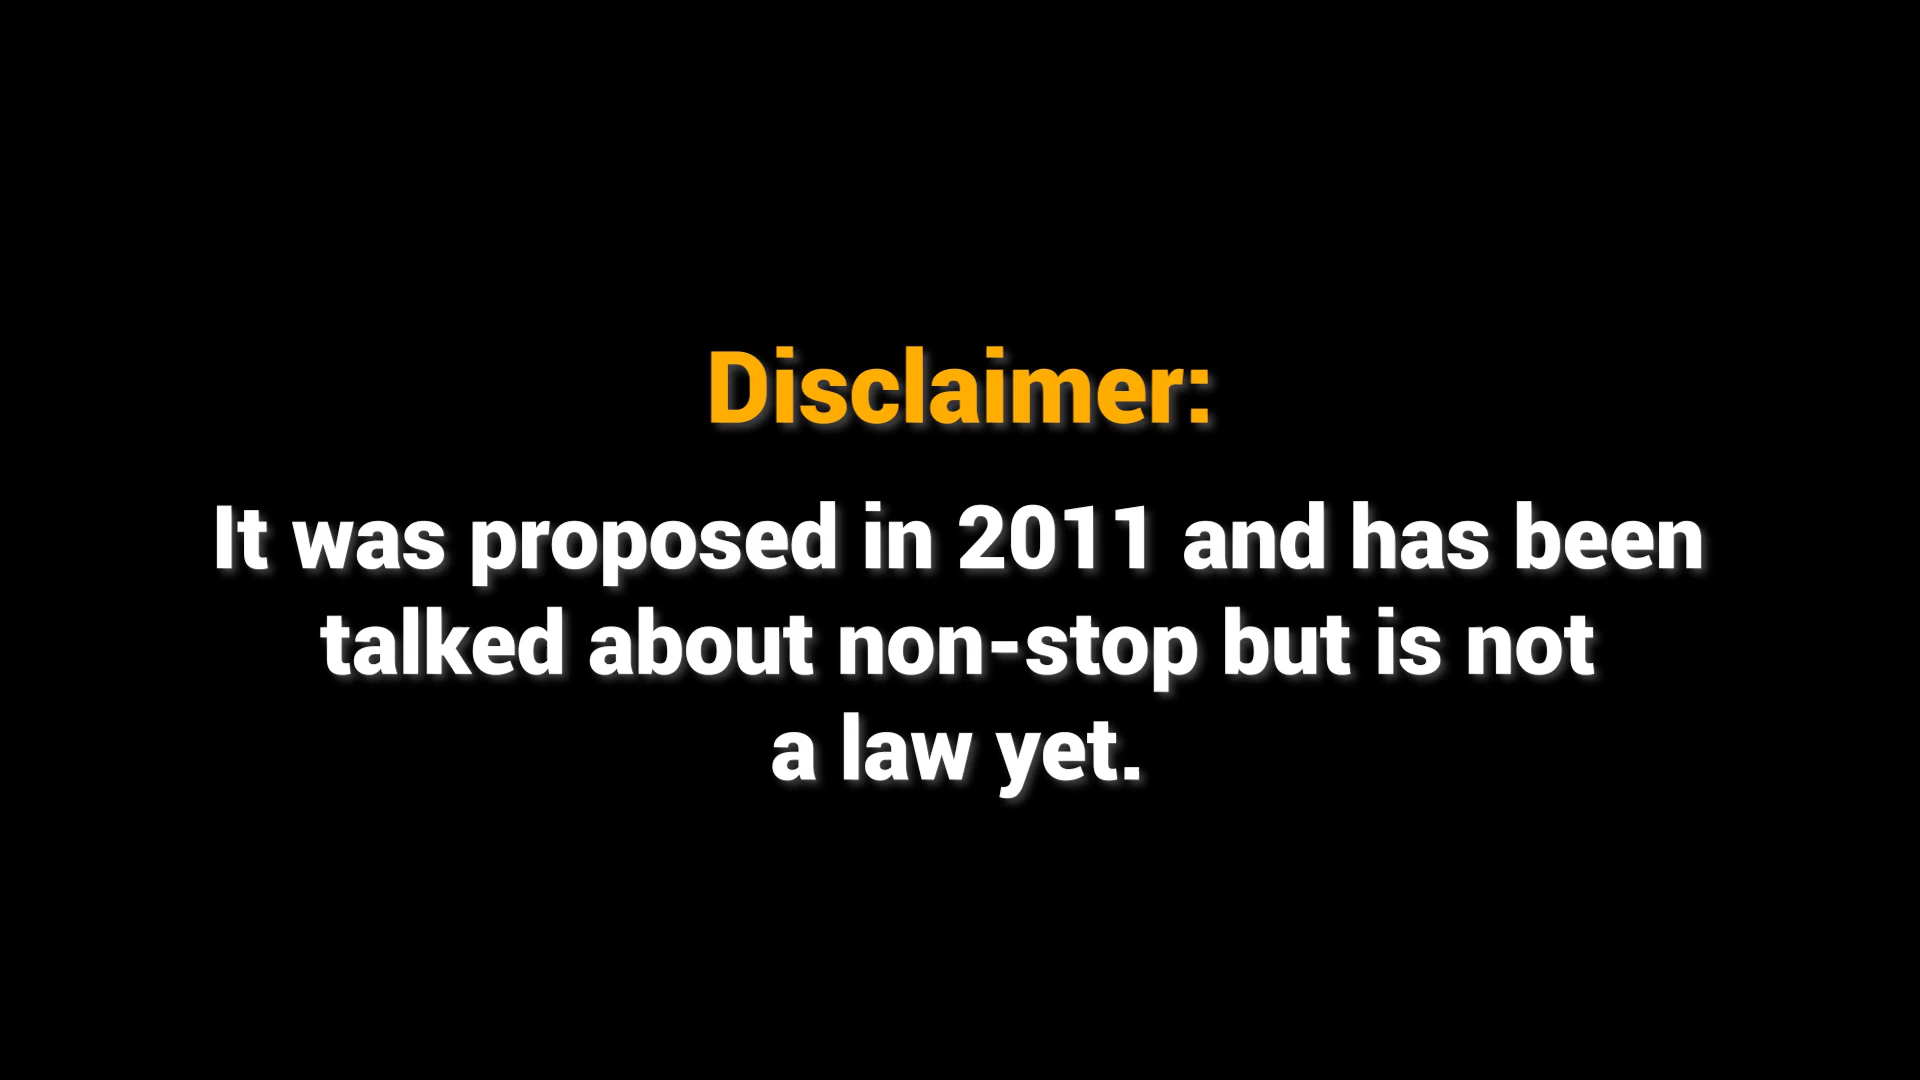 Disclaimer:
It was proposed in 2011 and has been
talked about non-stop but is not
a law yet.